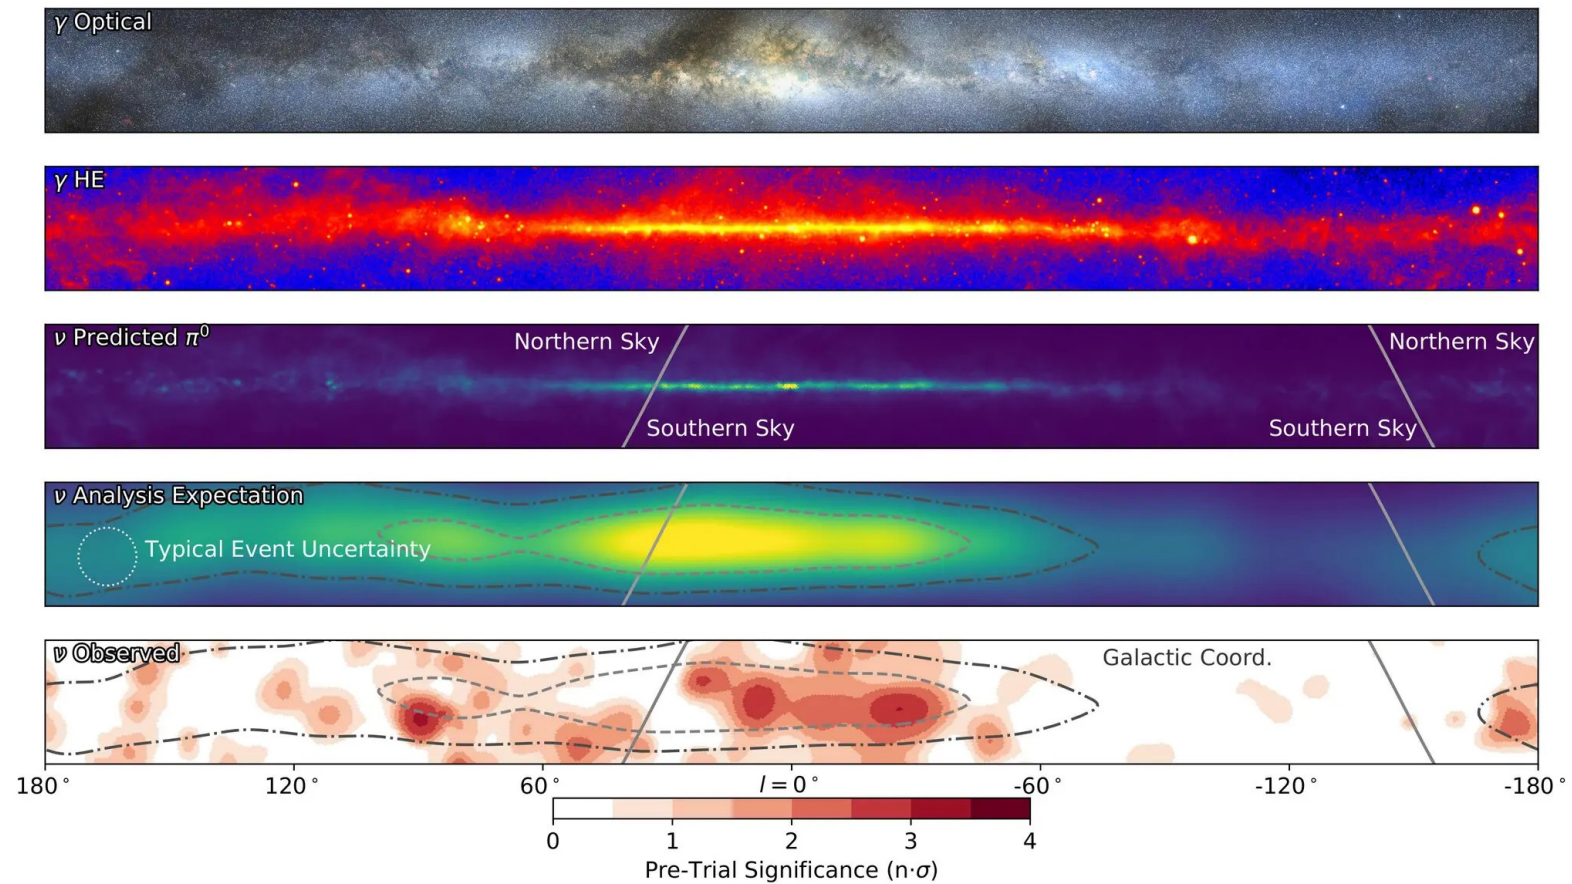 γ Optical
γ HE
ν Predicted π⁰
Northern Sky
Northern Sky
Southern Sky
Southern Sky
ν Analysis Expectation
Typical Event Uncertainty
ν Observed
Galactic Coord.
180° 120° 60° l = 0° -60° -120° -180°
0 1 2 3 4
Pre-Trial Significance (n·σ)